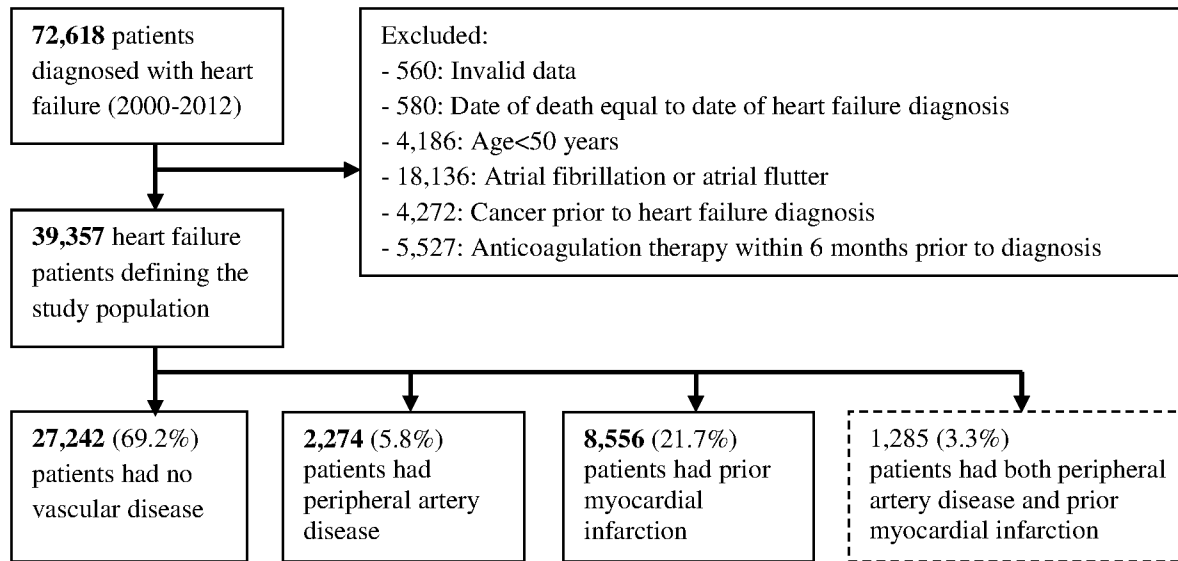 72,618 patients
diagnosed with heart
failure (2000-2012)
Excluded:
- 560: Invalid data
- 580: Date of death equal to date of heart failure diagnosis
- 4,186: Age<50 years
- 18,136: Atrial fibrillation or atrial flutter
- 4,272: Cancer prior to heart failure diagnosis
- 5,527: Anticoagulation therapy within 6 months prior to diagnosis
39,357 heart failure
patients defining the
study population
27,242 (69.2%)
patients had no
vascular disease
2,274 (5.8%)
patients had
peripheral artery
disease
8,556 (21.7%)
patients had prior
myocardial
infarction
1,285 (3.3%)
patients had both peripheral
artery disease and prior
myocardial infarction